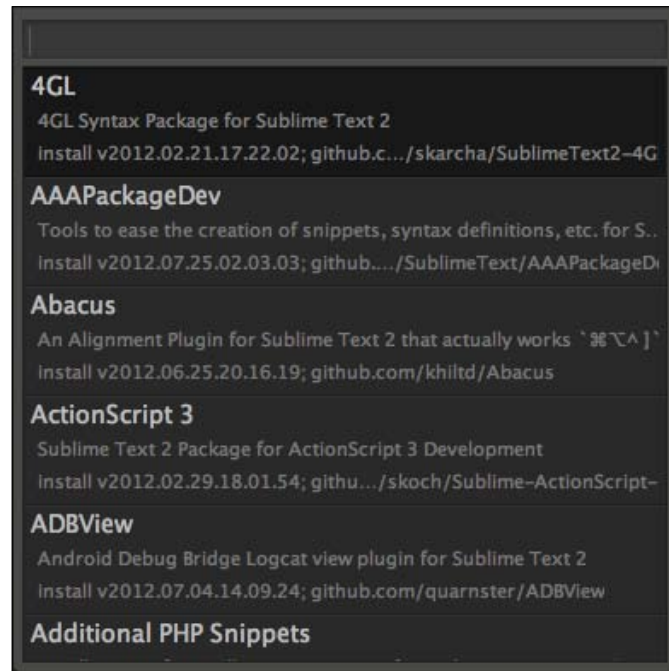 4GL
4GL Syntax Package for Sublime Text 2
install v2012.02.21.17.22.02; github.c.../skarcha/SublimeText2-4G
AAAPackageDev
Tools to ease the creation of snippets, syntax definitions, etc. for S...
install v2012.07.25.02.03.03; github..../SublimeText/AAAPackageD
Abacus
An Alignment Plugin for Sublime Text 2 that actually works `⌘⌥^]`
install v2012.06.25.20.16.19; github.com/khiltd/Abacus
ActionScript 3
Sublime Text 2 Package for ActionScript 3 Development
install v2012.02.29.18.01.54; githu.../skoch/Sublime-ActionScript-
ADBView
Android Debug Bridge Logcat view plugin for Sublime Text 2
install v2012.07.04.14.09.24; github.com/quarnster/ADBView
Additional PHP Snippets